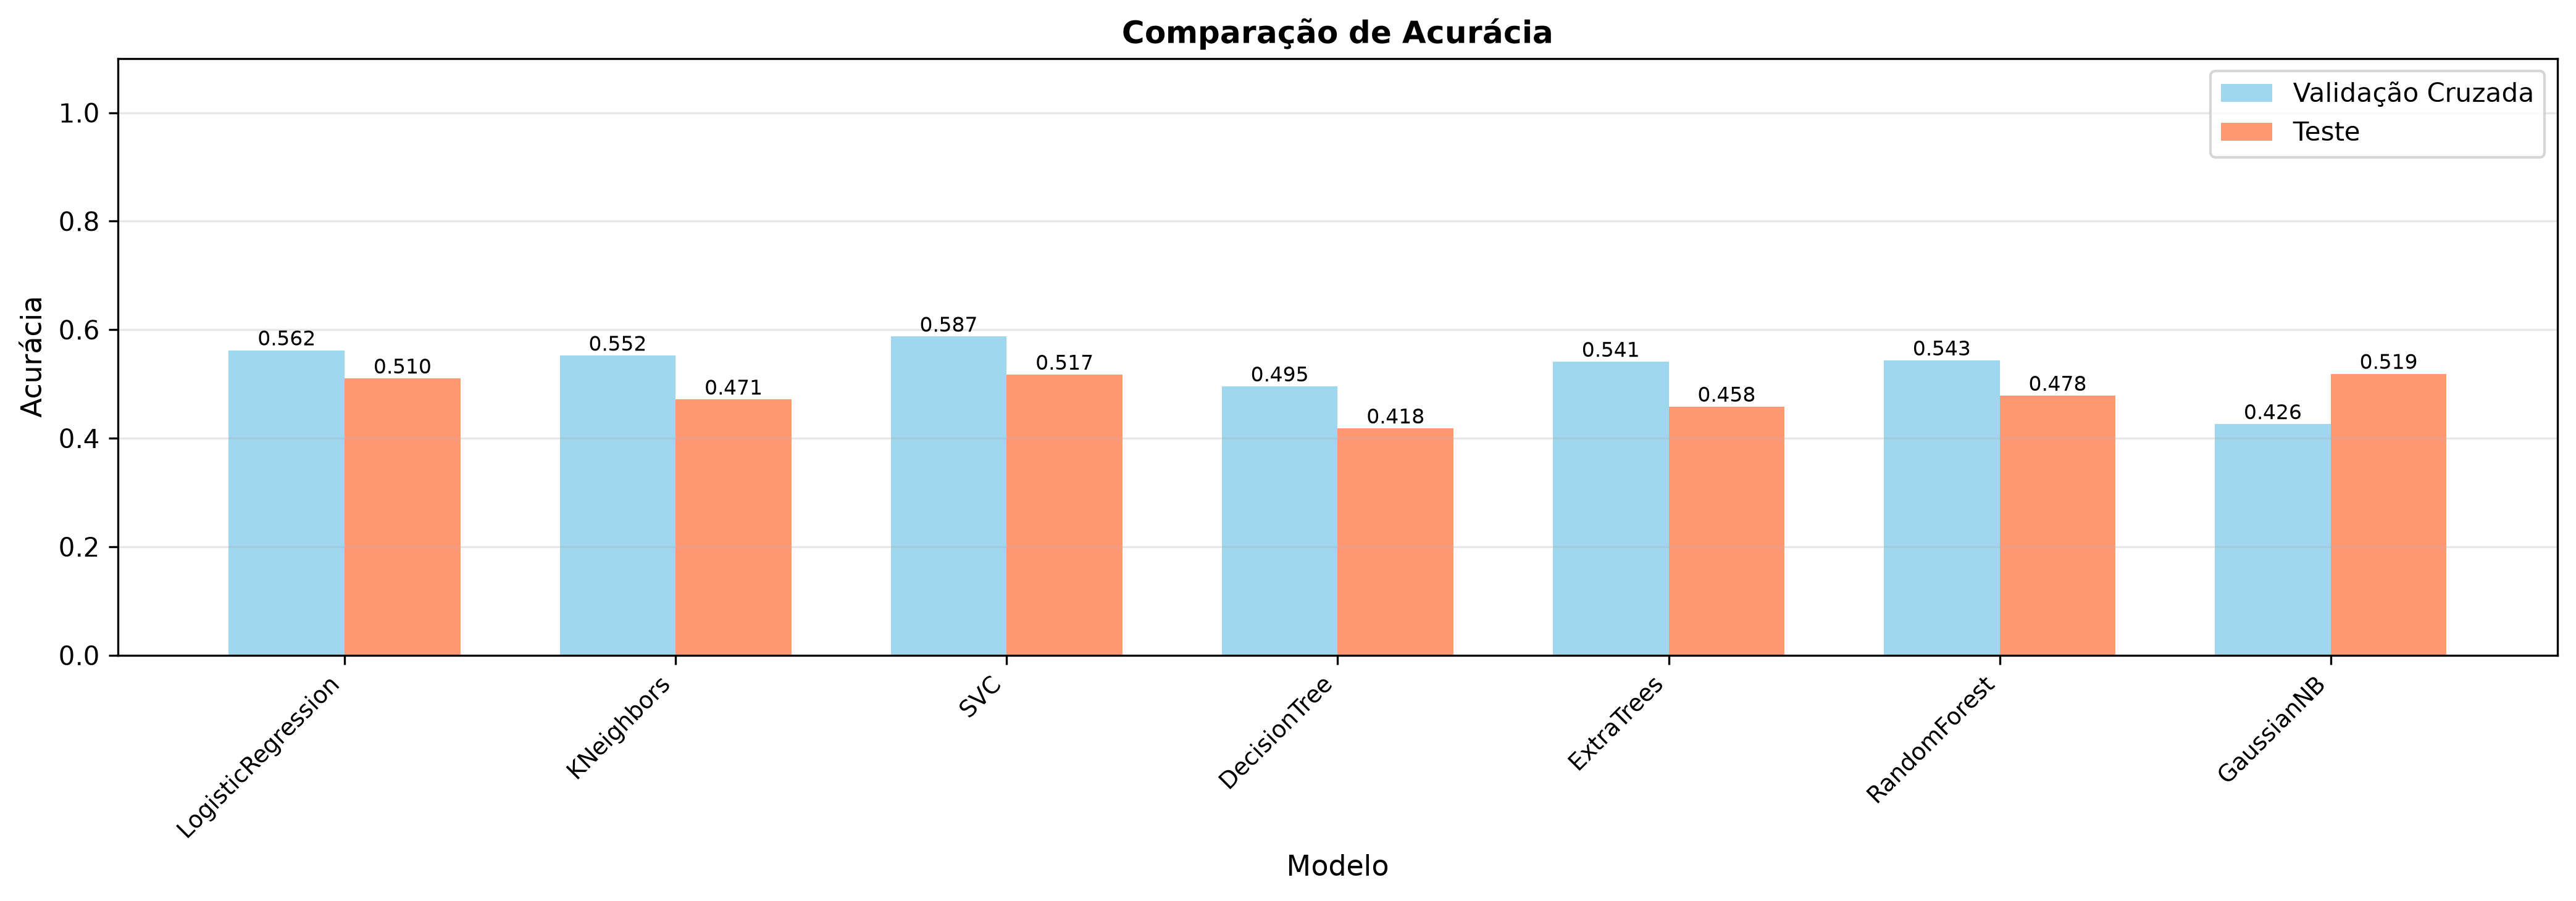 Comparação de Acurácia
Validação Cruzada
Teste
Acurácia
1.0
0.8
0.6
0.4
0.2
0.0
0.562
0.510
0.552
0.471
0.587
0.517
0.495
0.418
0.541
0.458
0.543
0.478
0.426
0.519
LogisticRegression
KNeighbors
SVC
DecisionTree
ExtraTrees
RandomForest
GaussianNB
Modelo